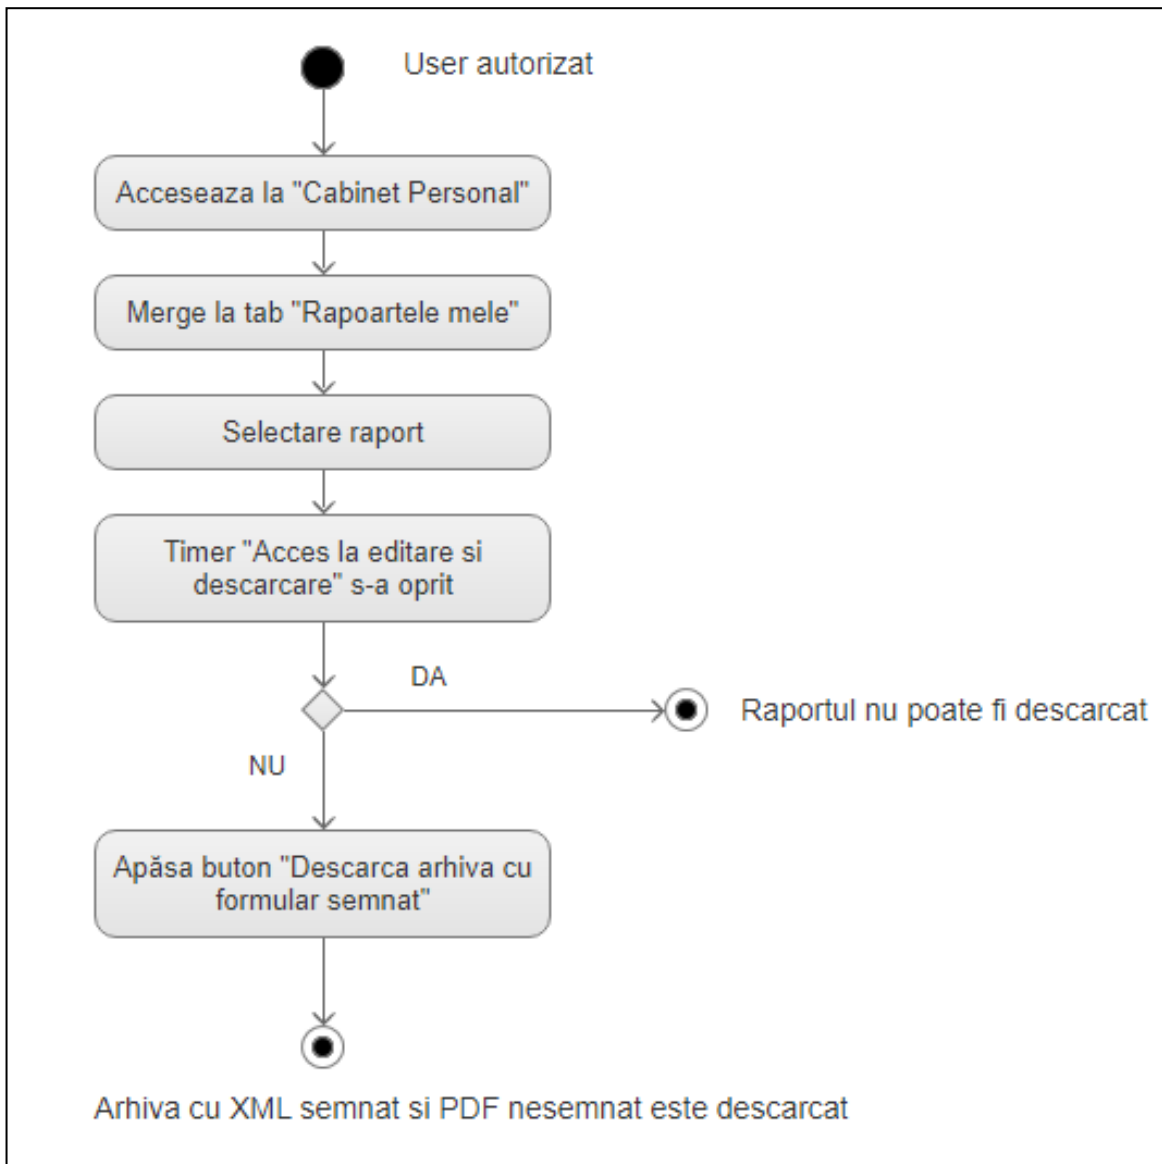 User autorizat
Acceseaza la "Cabinet Personal"
Merge la tab "Rapoartele mele"
Selectare raport
Timer "Acces la editare si
descarcare" s-a oprit
DA
Raportul nu poate fi descarcat
NU
Apăsa buton "Descarca arhiva cu
formular semnat"
Arhiva cu XML semnat si PDF nesemnat este descarcat